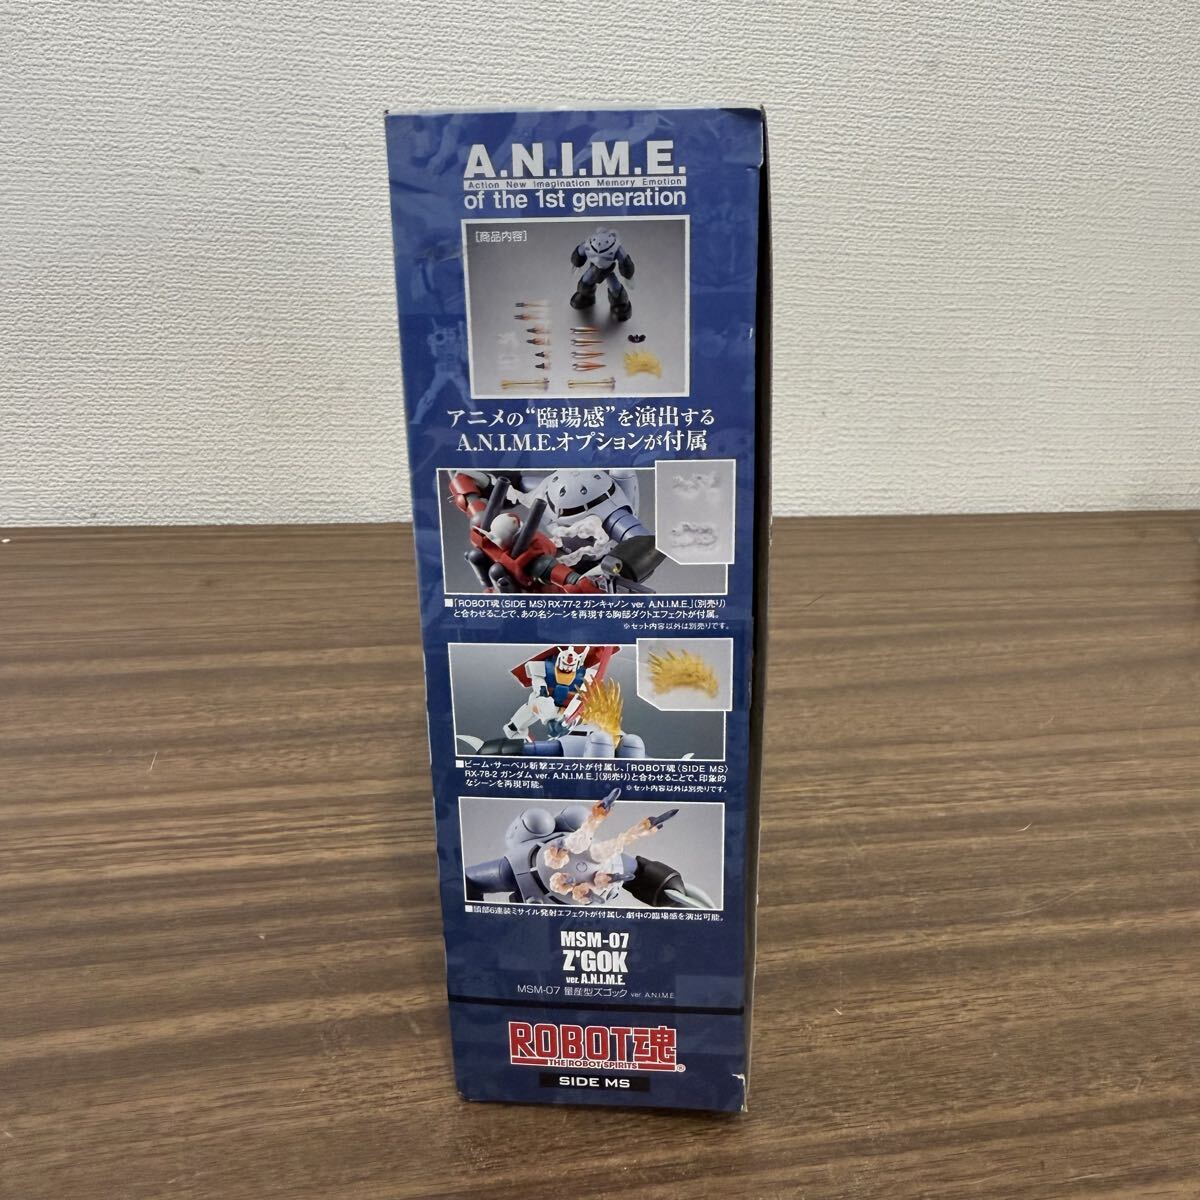 A.N.I.M.E.
Action New Imagination Memory Emotion
of the 1st generation
[商品内容]
アニメの“臨場感”を演出する
A.N.I.M.E.オプションが付属
■「ROBOT魂〈SIDE MS〉RX-77-2 ガンキャノン ver. A.N.I.M.E.」(別売り)
と合わせることで、あの名シーンを再現する胸部ダクトエフェクトが付属。
※セット内容以外は別売りです。
■ビーム・サーベル斬撃エフェクトが付属し、「ROBOT魂〈SIDE MS〉
RX-78-2 ガンダム ver. A.N.I.M.E.」(別売り)と合わせることで、印象的
なシーンを再現可能。
※セット内容以外は別売りです。
■頭部6連装ミサイル発射エフェクトが付属し、劇中の臨場感を演出可能。
MSM-07
Z'GOK
ver. A.N.I.M.E.
MSM-07 量産型ズゴック ver. A.N.I.M.E.
ROBOT魂
THE ROBOT SPIRITS
®
SIDE MS